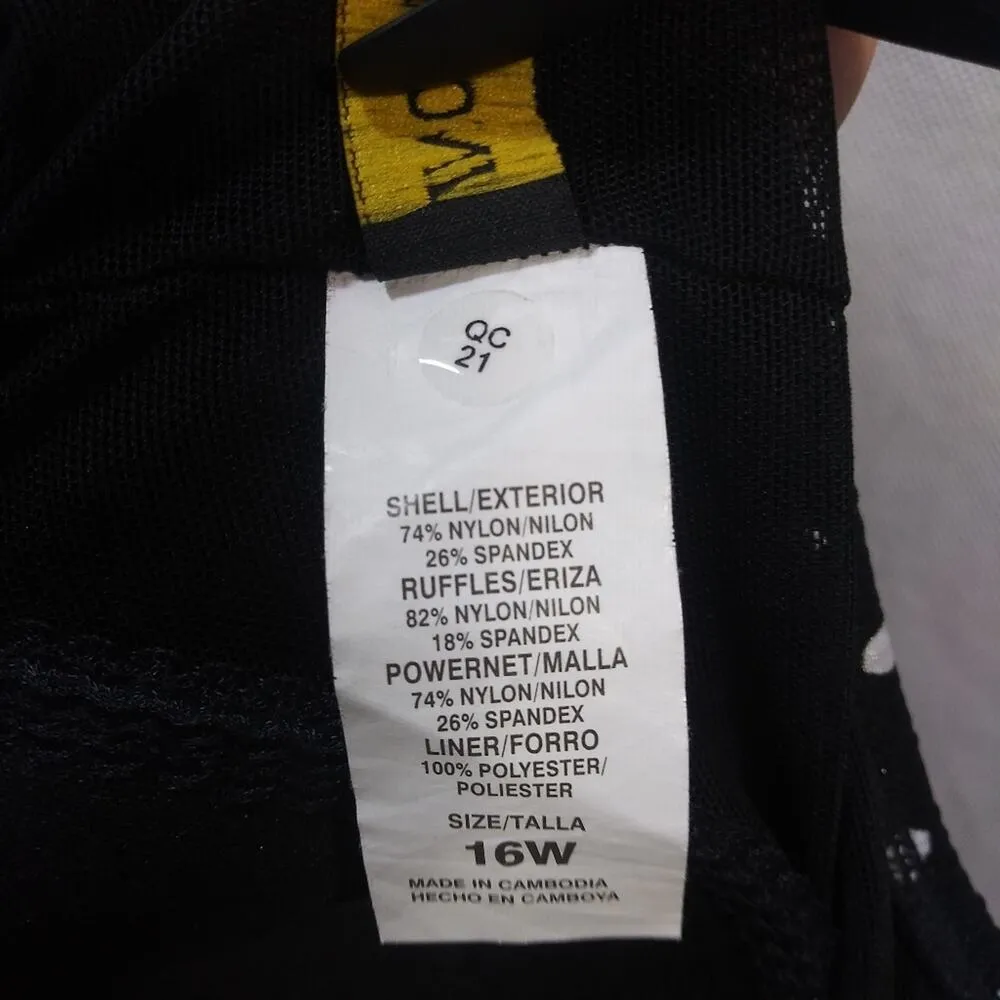 QC
21
SHELL/EXTERIOR
74% NYLON/NILON
26% SPANDEX
RUFFLES/ERIZA
82% NYLON/NILON
18% SPANDEX
POWERNET/MALLA
74% NYLON/NILON
26% SPANDEX
LINER/FORRO
100% POLYESTER/
POLIESTER
SIZE/TALLA
16W
MADE IN CAMBODIA
HECHO EN CAMBOYA